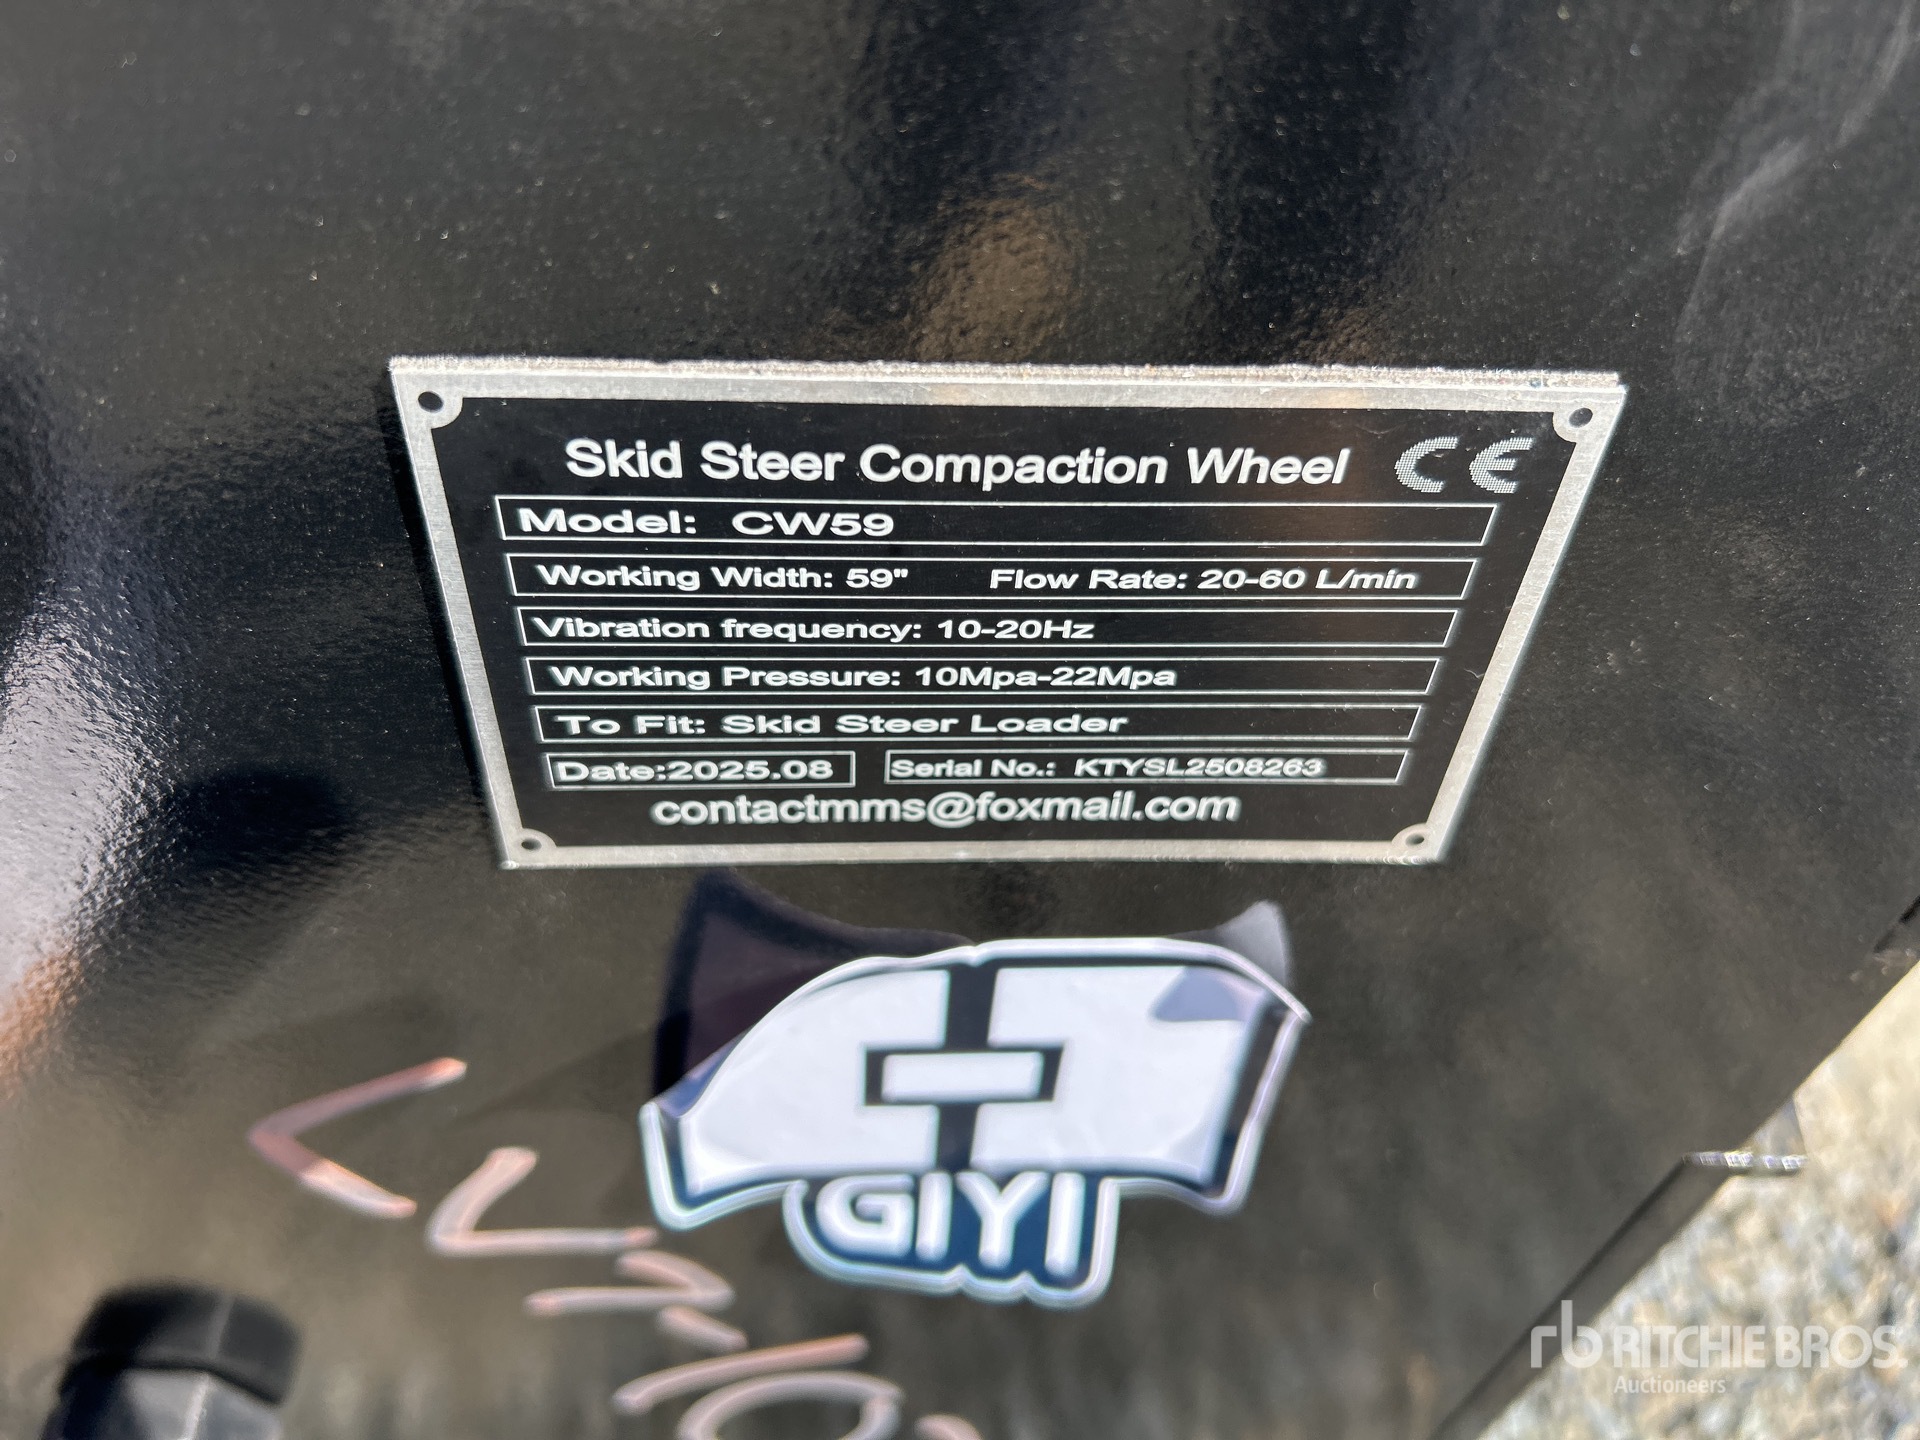 Skid Steer Compaction Wheel CE
Model: CW59
Working Width: 59" Flow Rate: 20-60 L/min
Vibration frequency: 10-20Hz
Working Pressure: 10Mpa-22Mpa
To Fit: Skid Steer Loader
Date:2025.08 Serial No.: KTYSL2508263
contactmms@foxmail.com
GIYI
rb RITCHIE BROS.
Auctioneers